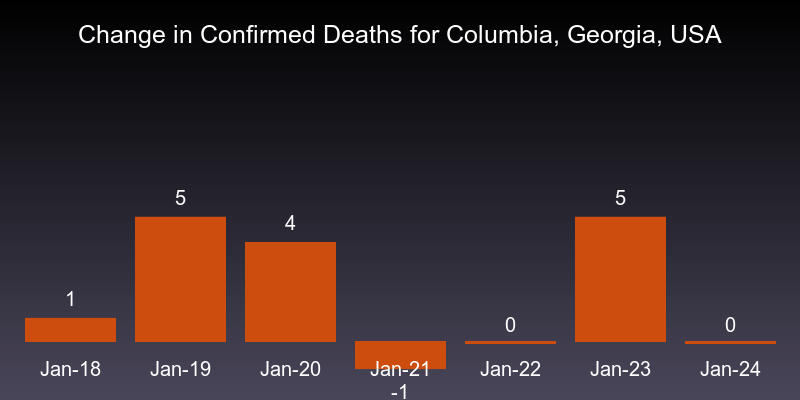 Change in Confirmed Deaths for Columbia, Georgia, USA
5 5
4
1
0 0
Jan-18 Jan-19 Jan-20 Jan-21 Jan-22 Jan-23 Jan-24
-1